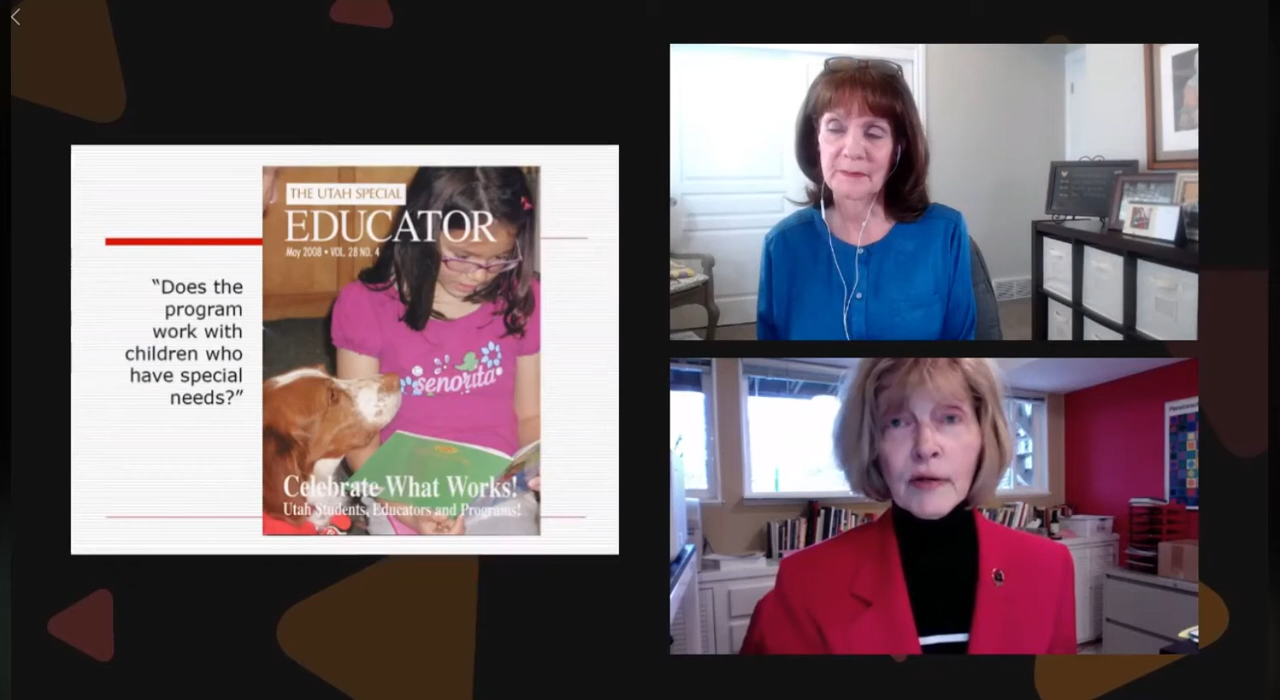 "Does the
program
work with
children who
have special
needs?"
THE UTAH SPECIAL
EDUCATOR
May 2008 • VOL. 28 NO. 4
señorita
Celebrate What Works!
Utah Students, Educators and Programs!